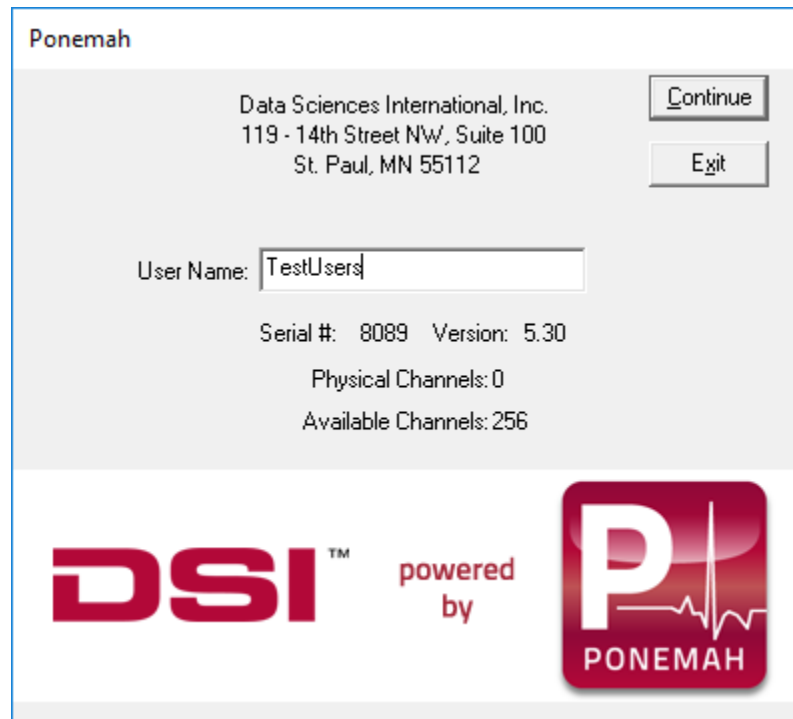 Ponemah
Data Sciences International, Inc.
119 - 14th Street NW, Suite 100
St. Paul, MN 55112
Continue
Exit
User Name: TestUsers
Serial #: 8089 Version: 5.30
Physical Channels: 0
Available Channels: 256
DSI™
powered
by
P
PONEMAH